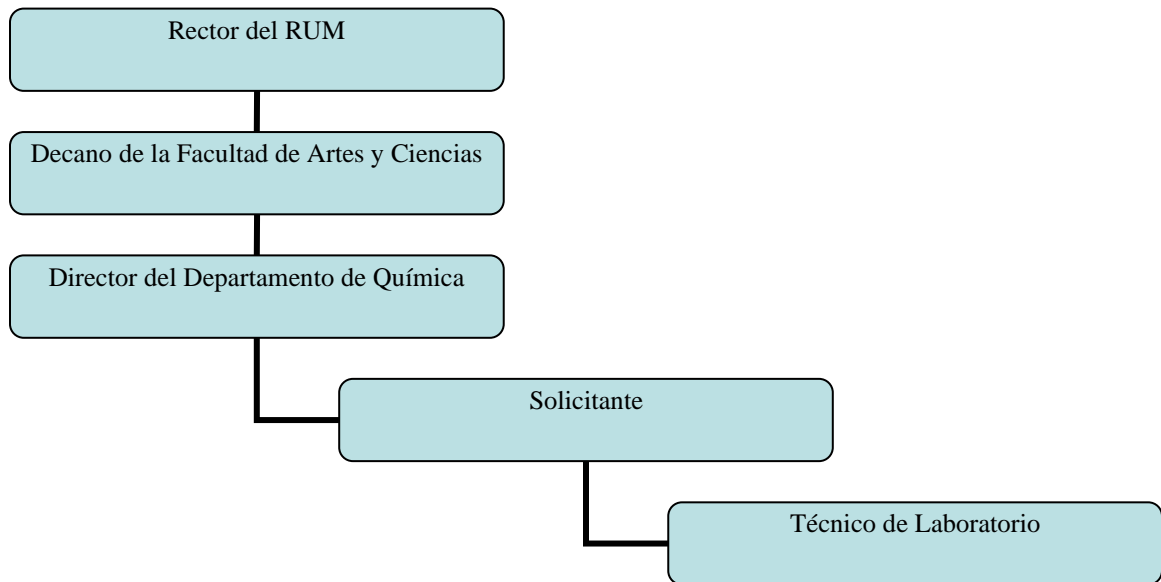 Rector del RUM
Decano de la Facultad de Artes y Ciencias
Director del Departamento de Química
Solicitante
Técnico de Laboratorio